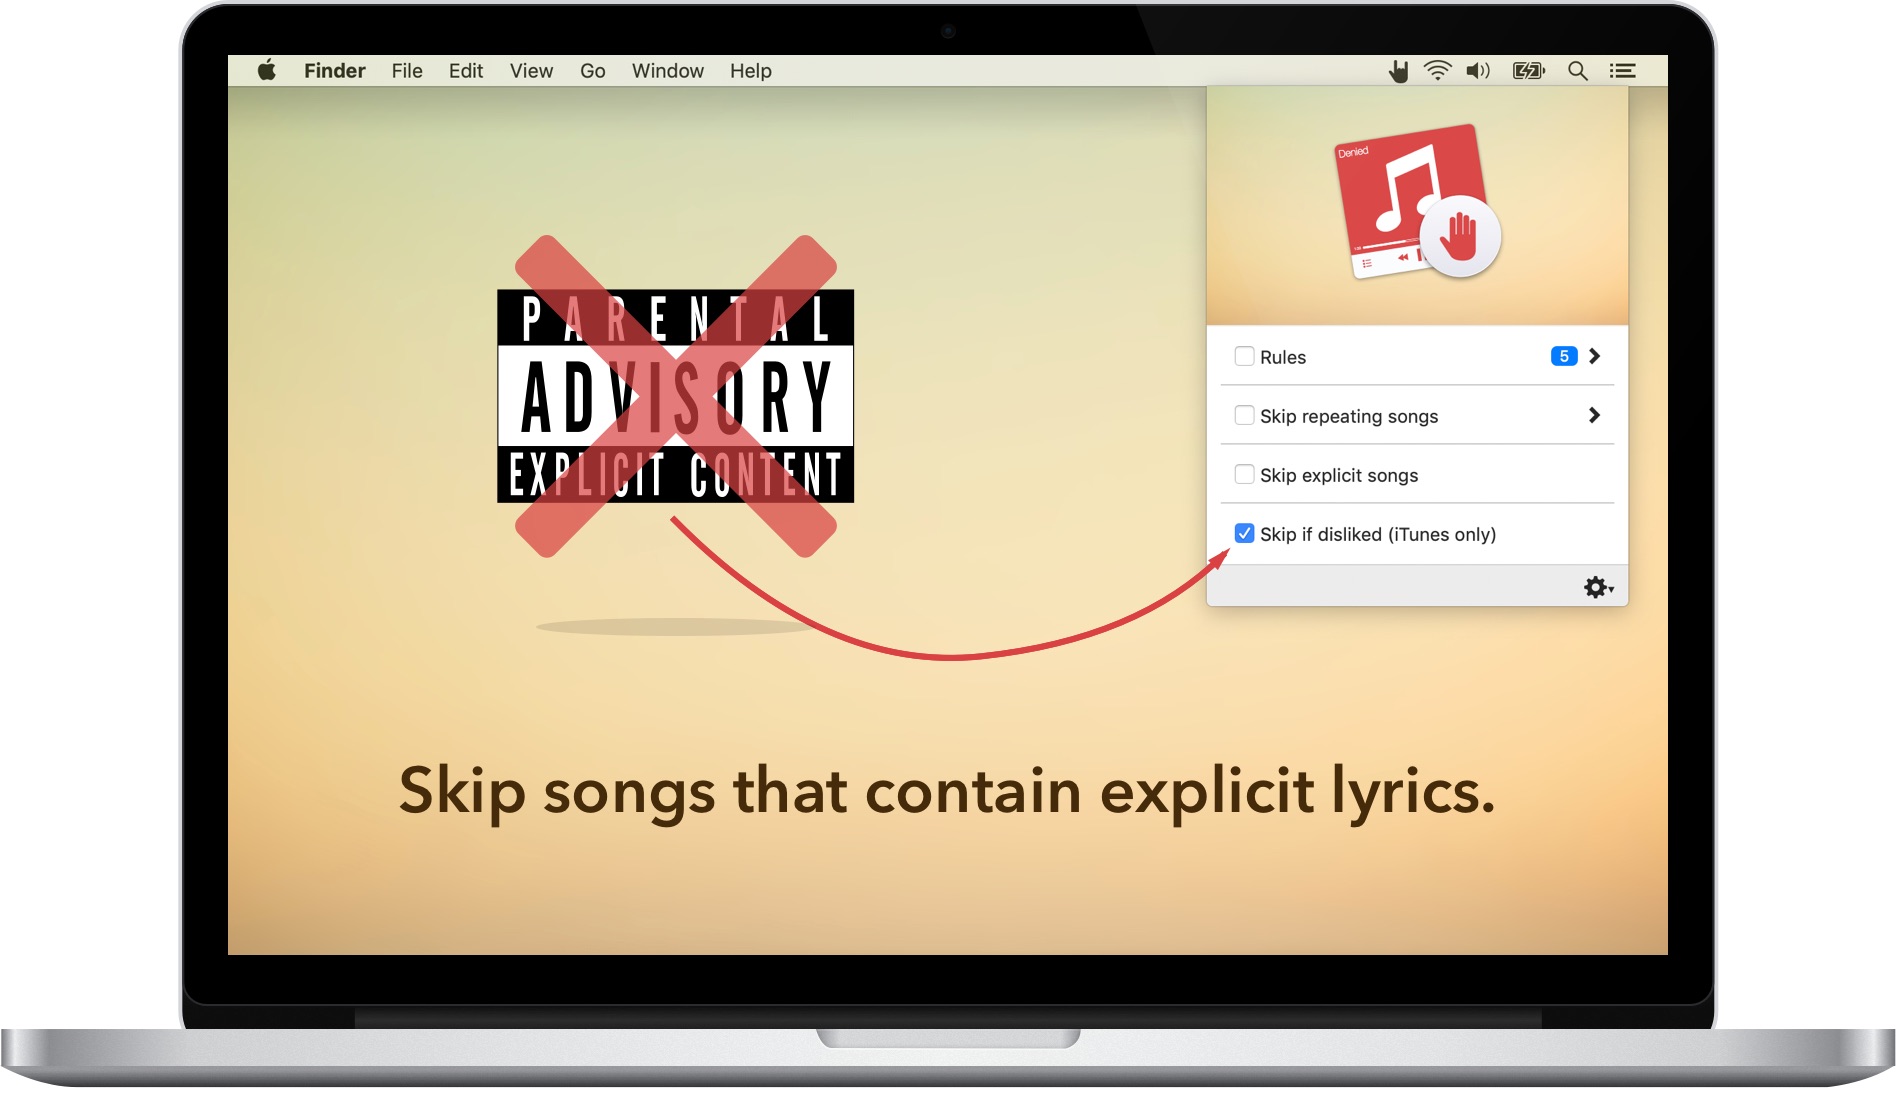 Finder File Edit View Go Window Help
Denied
PARENTAL
ADVISORY
EXPLICIT CONTENT
Rules 5
Skip repeating songs
Skip explicit songs
Skip if disliked (iTunes only)
Skip songs that contain explicit lyrics.